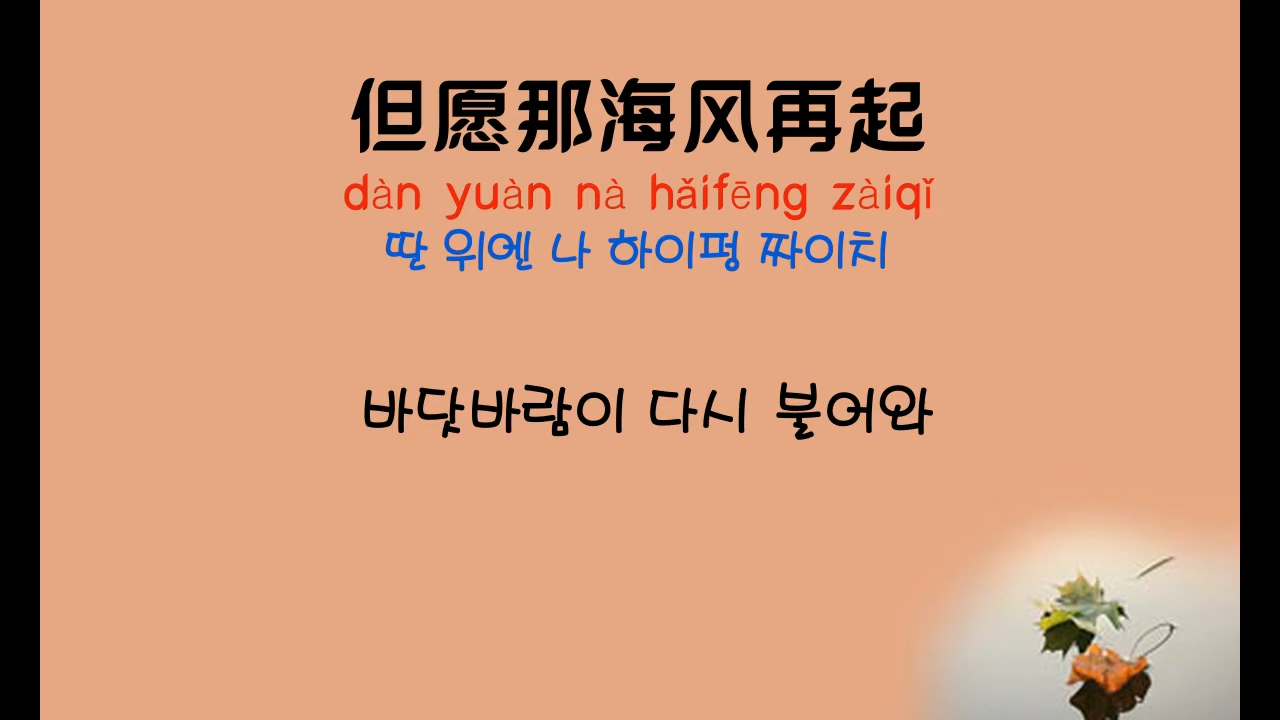 但愿那海风再起
dàn yuàn nà hǎifēng zàiqǐ
딴 위엔 나 하이펑 짜이치
바닷바람이 다시 불어와